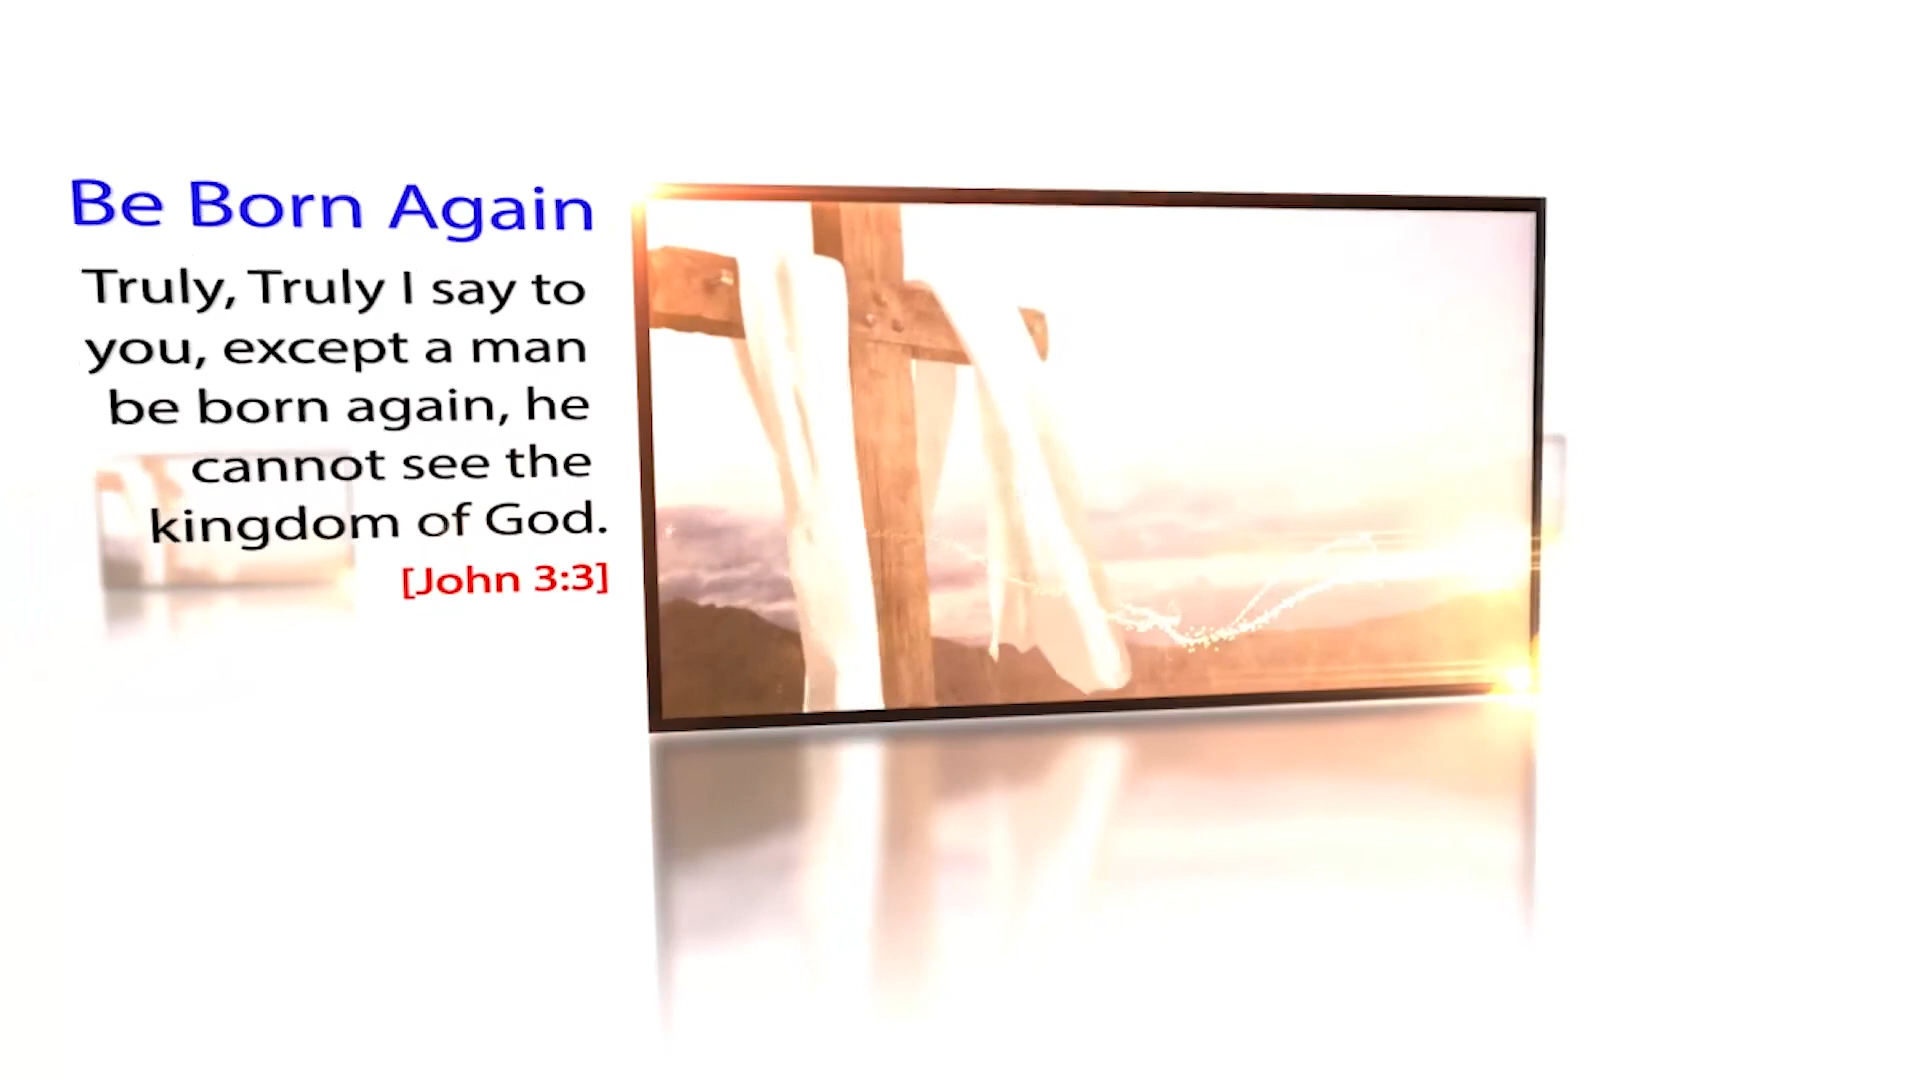 Be Born Again
Truly, Truly I say to
you, except a man
be born again, he
cannot see the
kingdom of God.
[John 3:3]